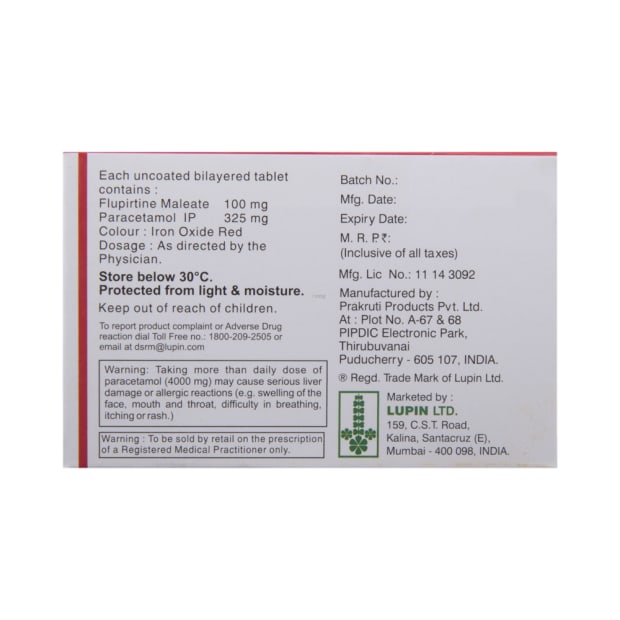 Each uncoated bilayered tablet
contains :
Flupirtine Maleate 100 mg
Paracetamol IP 325 mg
Colour : Iron Oxide Red
Dosage : As directed by the
Physician.
Store below 30°C.
Protected from light & moisture.
Keep out of reach of children.
To report product complaint or Adverse Drug
reaction dial Toll Free no.: 1800-209-2505 or
email at dsrm@lupin.com
Warning: Taking more than daily dose of
paracetamol (4000 mg) may cause serious liver
damage or allergic reactions (e.g. swelling of the
face, mouth and throat, difficulty in breathing,
itching or rash.)
Warning : To be sold by retail on the prescription
of a Registered Medical Practitioner only.
Batch No.:
Mfg. Date:
Expiry Date:
M. R. P.₹:
(Inclusive of all taxes)
Mfg. Lic No.: 11 14 3092
Manufactured by :
Prakruti Products Pvt. Ltd.
At : Plot No. A-67 & 68
PIPDIC Electronic Park,
Thirubuvanai
Puducherry - 605 107, INDIA.
® Regd. Trade Mark of Lupin Ltd.
Marketed by :
LUPIN LTD.
159, C.S.T. Road,
Kalina, Santacruz (E),
Mumbai - 400 098, INDIA.